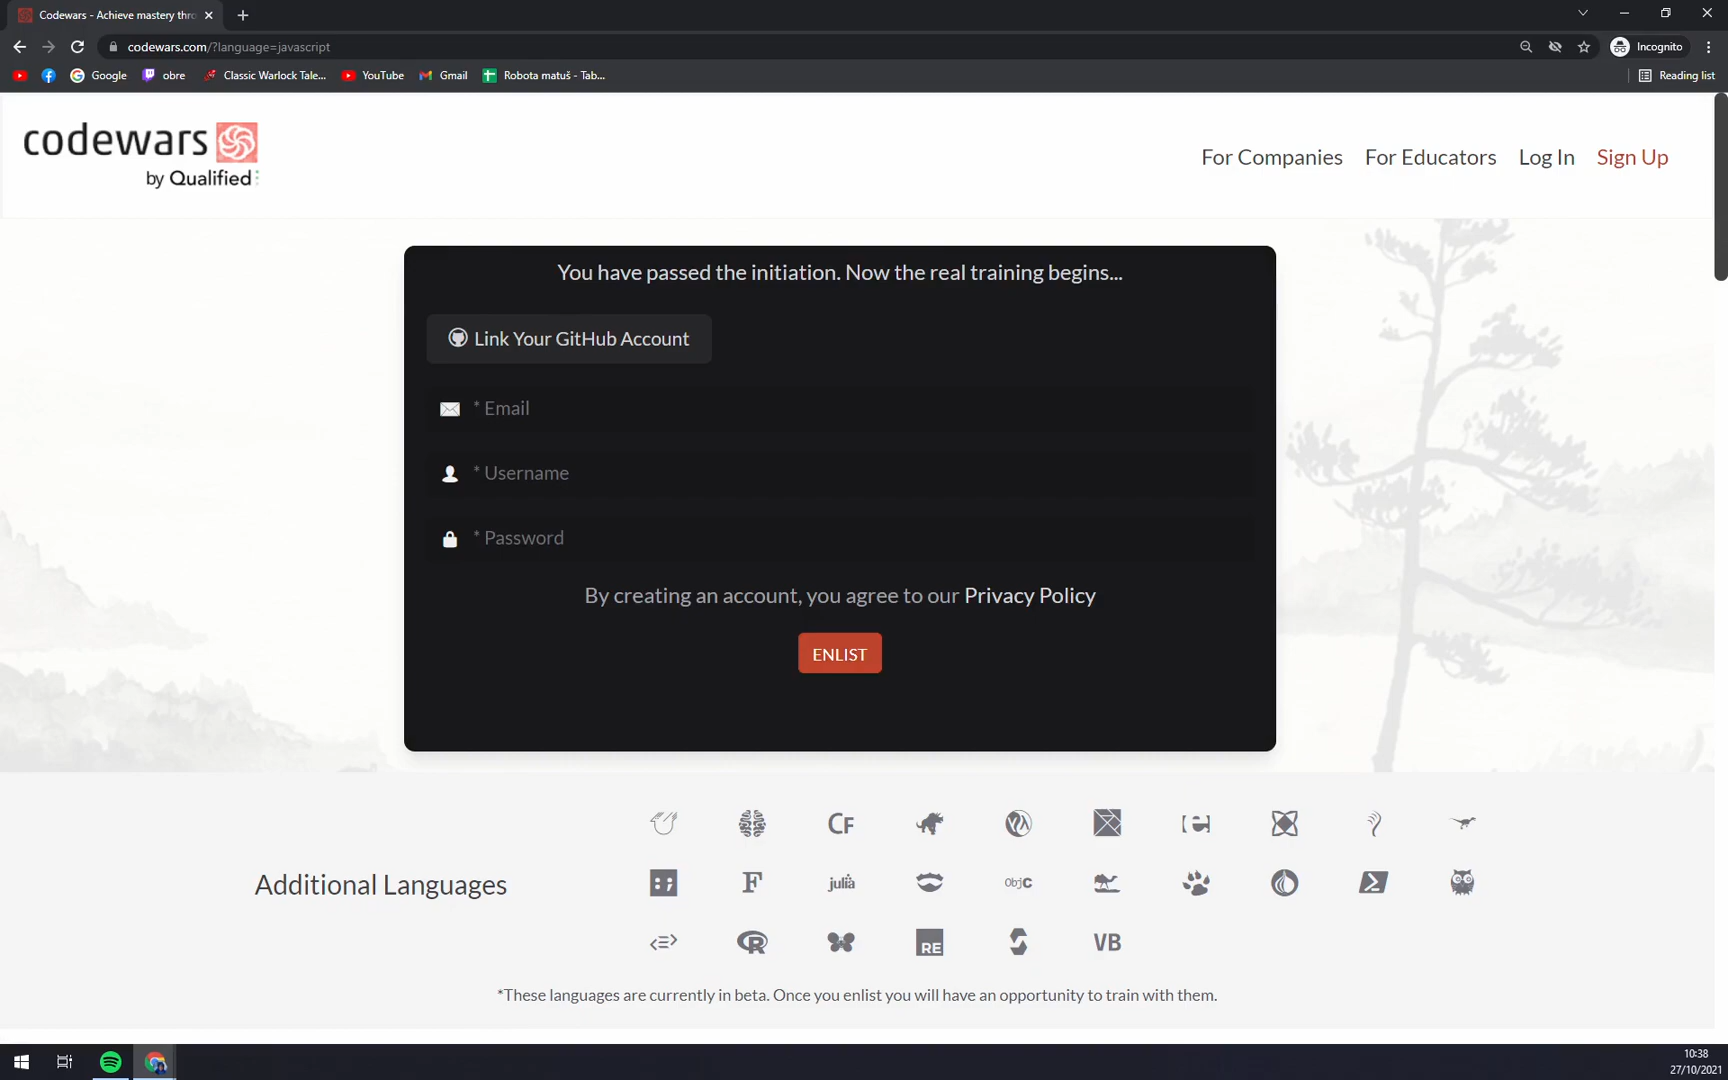 Codewars - Achieve mastery thro
codewars.com/?language=javascript
Incognito
Google
obre
Classic Warlock Tale...
YouTube
Gmail
Robota matuš - Tab...
Reading list
codewars
by Qualified
For Companies
For Educators
Log In
Sign Up
You have passed the initiation. Now the real training begins...
Link Your GitHub Account
* Email
* Username
* Password
By creating an account, you agree to our Privacy Policy
ENLIST
Additional Languages
CF
F
julia
ObjC
R
RE
VB
*These languages are currently in beta. Once you enlist you will have an opportunity to train with them.
10:38
27/10/2021